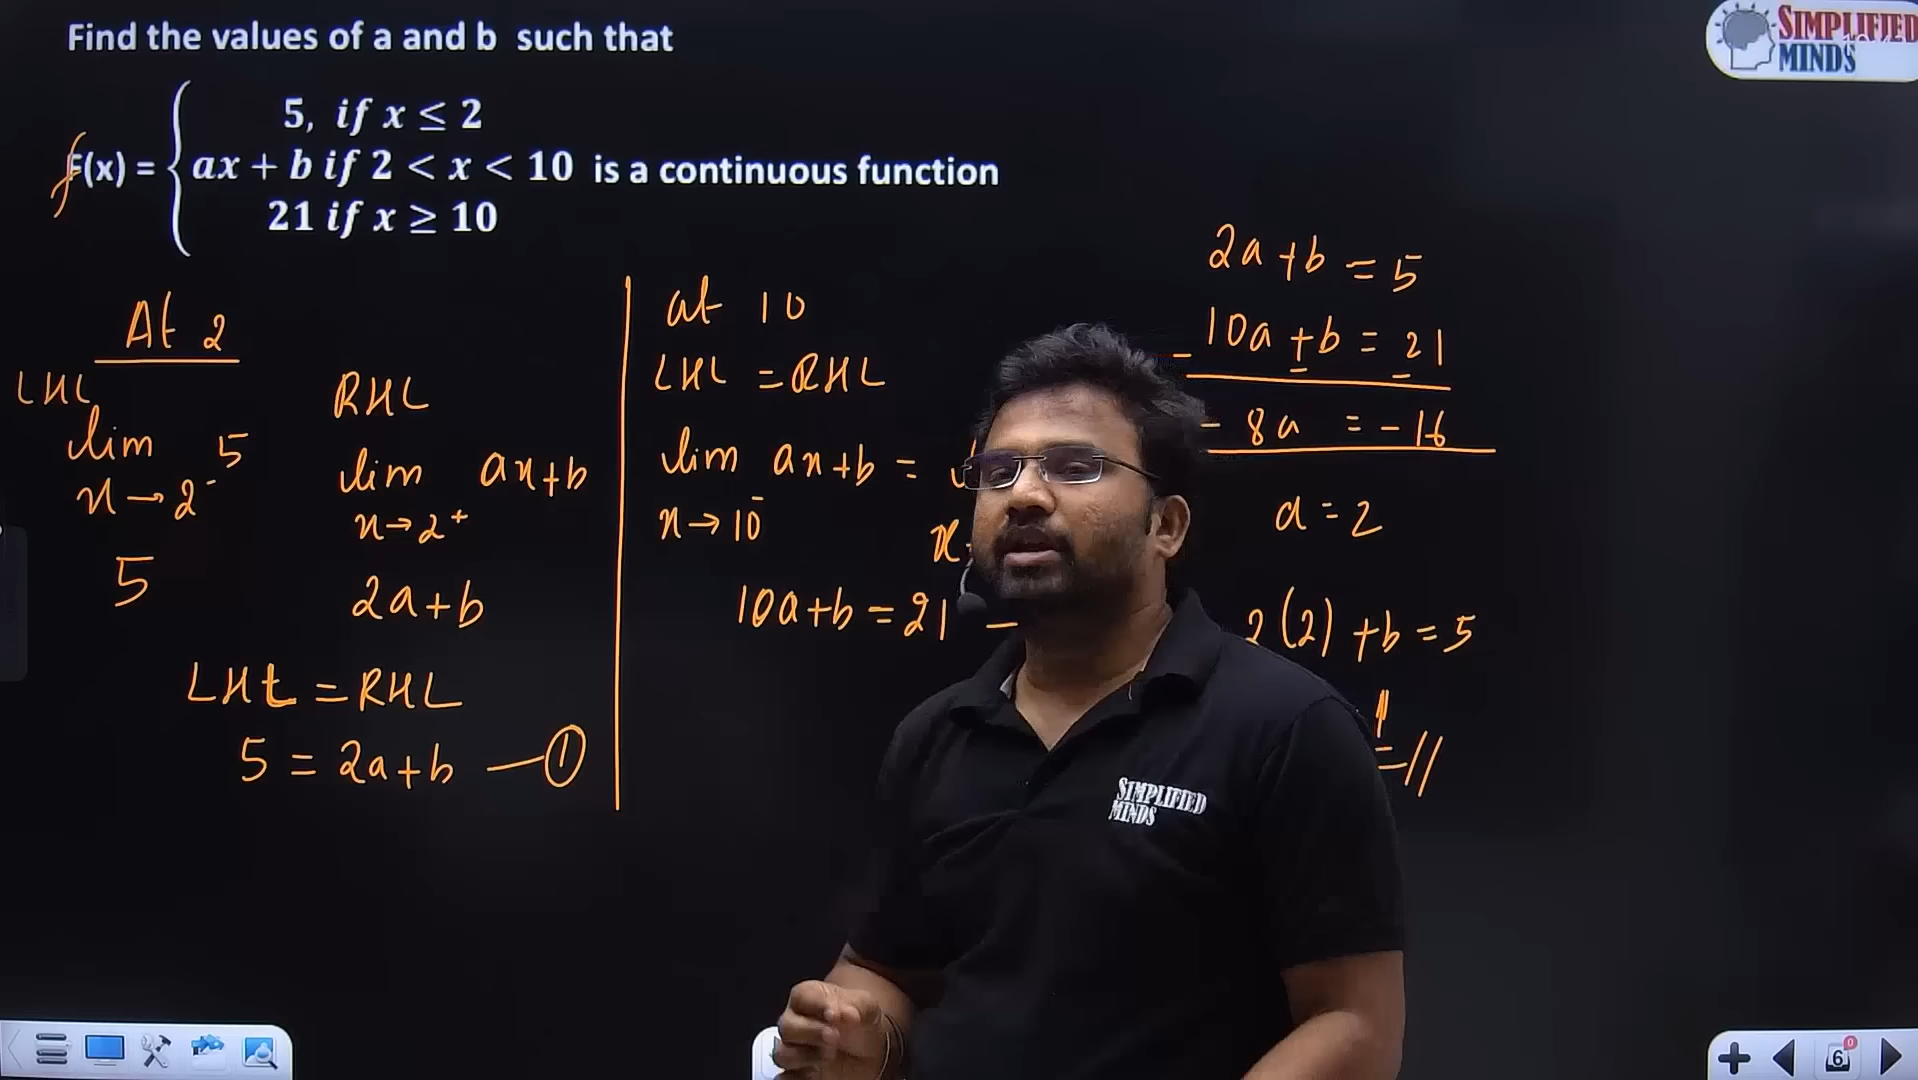 Find the values of a and b such that
f(x) = { 5, if x ≤ 2
ax + b if 2 < x < 10 is a continuous function
21 if x ≥ 10
SIMPLIFIED
MINDS
At 2
LHL
lim 5
x→2⁻
5
RHL
lim ax+b
x→2⁺
2a+b
LHL = RHL
5 = 2a+b —①
at 10
LHL = RHL
lim ax+b =
x→10⁻
10a+b = 21 —
2a+b = 5
10a+b = 21
-8a = -16
a = 2
2(2)+b = 5
SIMPLIFIED
MINDS
6
0